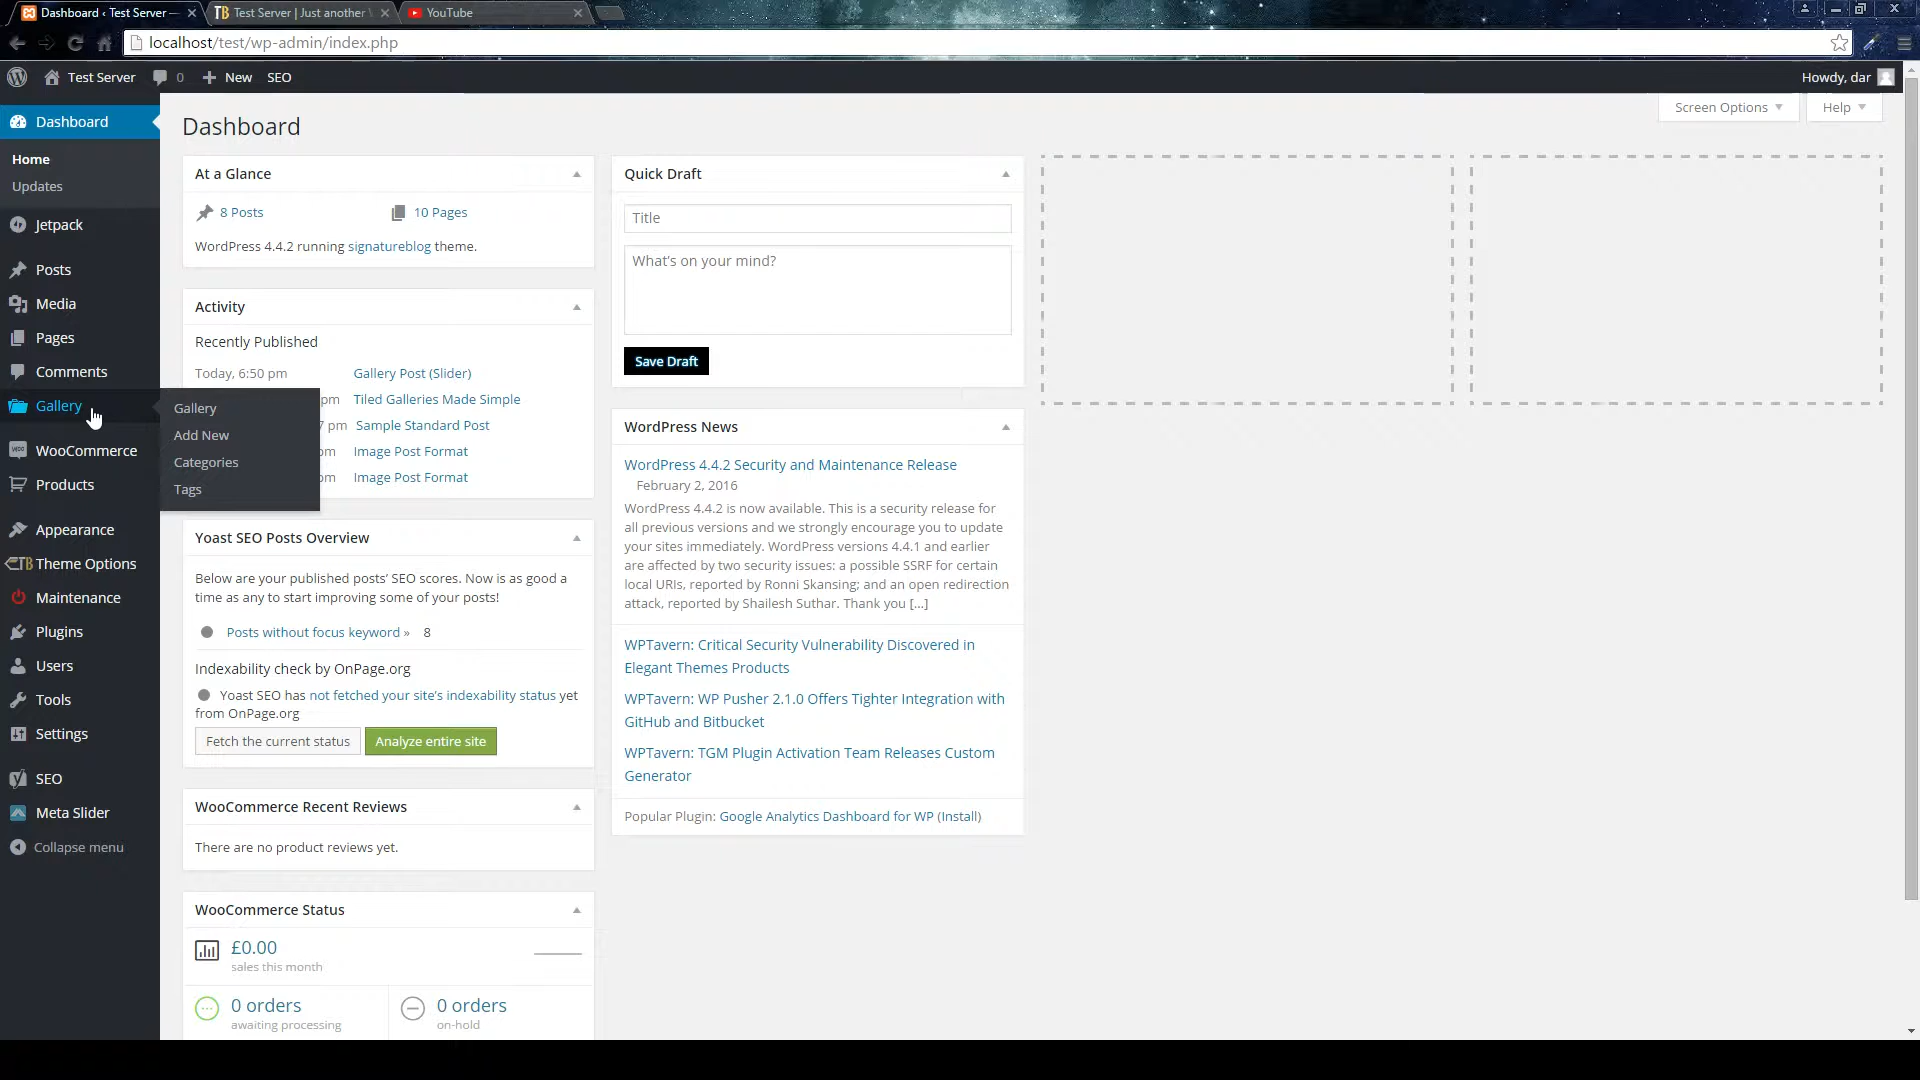 Dashboard ‹ Test Server —
Test Server | Just another
YouTube
localhost/test/wp-admin/index.php
Test Server 0 New SEO
Howdy, dar
Dashboard
Home
Updates
Jetpack
Posts
Media
Pages
Comments
Gallery
WooCommerce
Products
Appearance
Theme Options
Maintenance
Plugins
Users
Tools
Settings
SEO
Meta Slider
Collapse menu
Gallery
Add New
Categories
Tags
Screen Options
Help
Dashboard
At a Glance
8 Posts
10 Pages
WordPress 4.4.2 running signatureblog theme.
Activity
Recently Published
Today, 6:50 pm Gallery Post (Slider)
pm Tiled Galleries Made Simple
7 pm Sample Standard Post
pm Image Post Format
pm Image Post Format
Yoast SEO Posts Overview
Below are your published posts’ SEO scores. Now is as good a
time as any to start improving some of your posts!
Posts without focus keyword » 8
Indexability check by OnPage.org
Yoast SEO has not fetched your site’s indexability status yet
from OnPage.org
Fetch the current status
Analyze entire site
WooCommerce Recent Reviews
There are no product reviews yet.
WooCommerce Status
£0.00
sales this month
0 orders
awaiting processing
0 orders
on-hold
Quick Draft
Title
What’s on your mind?
Save Draft
WordPress News
WordPress 4.4.2 Security and Maintenance Release
February 2, 2016
WordPress 4.4.2 is now available. This is a security release for
all previous versions and we strongly encourage you to update
your sites immediately. WordPress versions 4.4.1 and earlier
are affected by two security issues: a possible SSRF for certain
local URIs, reported by Ronni Skansing; and an open redirection
attack, reported by Shailesh Suthar. Thank you […]
WPTavern: Critical Security Vulnerability Discovered in
Elegant Themes Products
WPTavern: WP Pusher 2.1.0 Offers Tighter Integration with
GitHub and Bitbucket
WPTavern: TGM Plugin Activation Team Releases Custom
Generator
Popular Plugin: Google Analytics Dashboard for WP (Install)